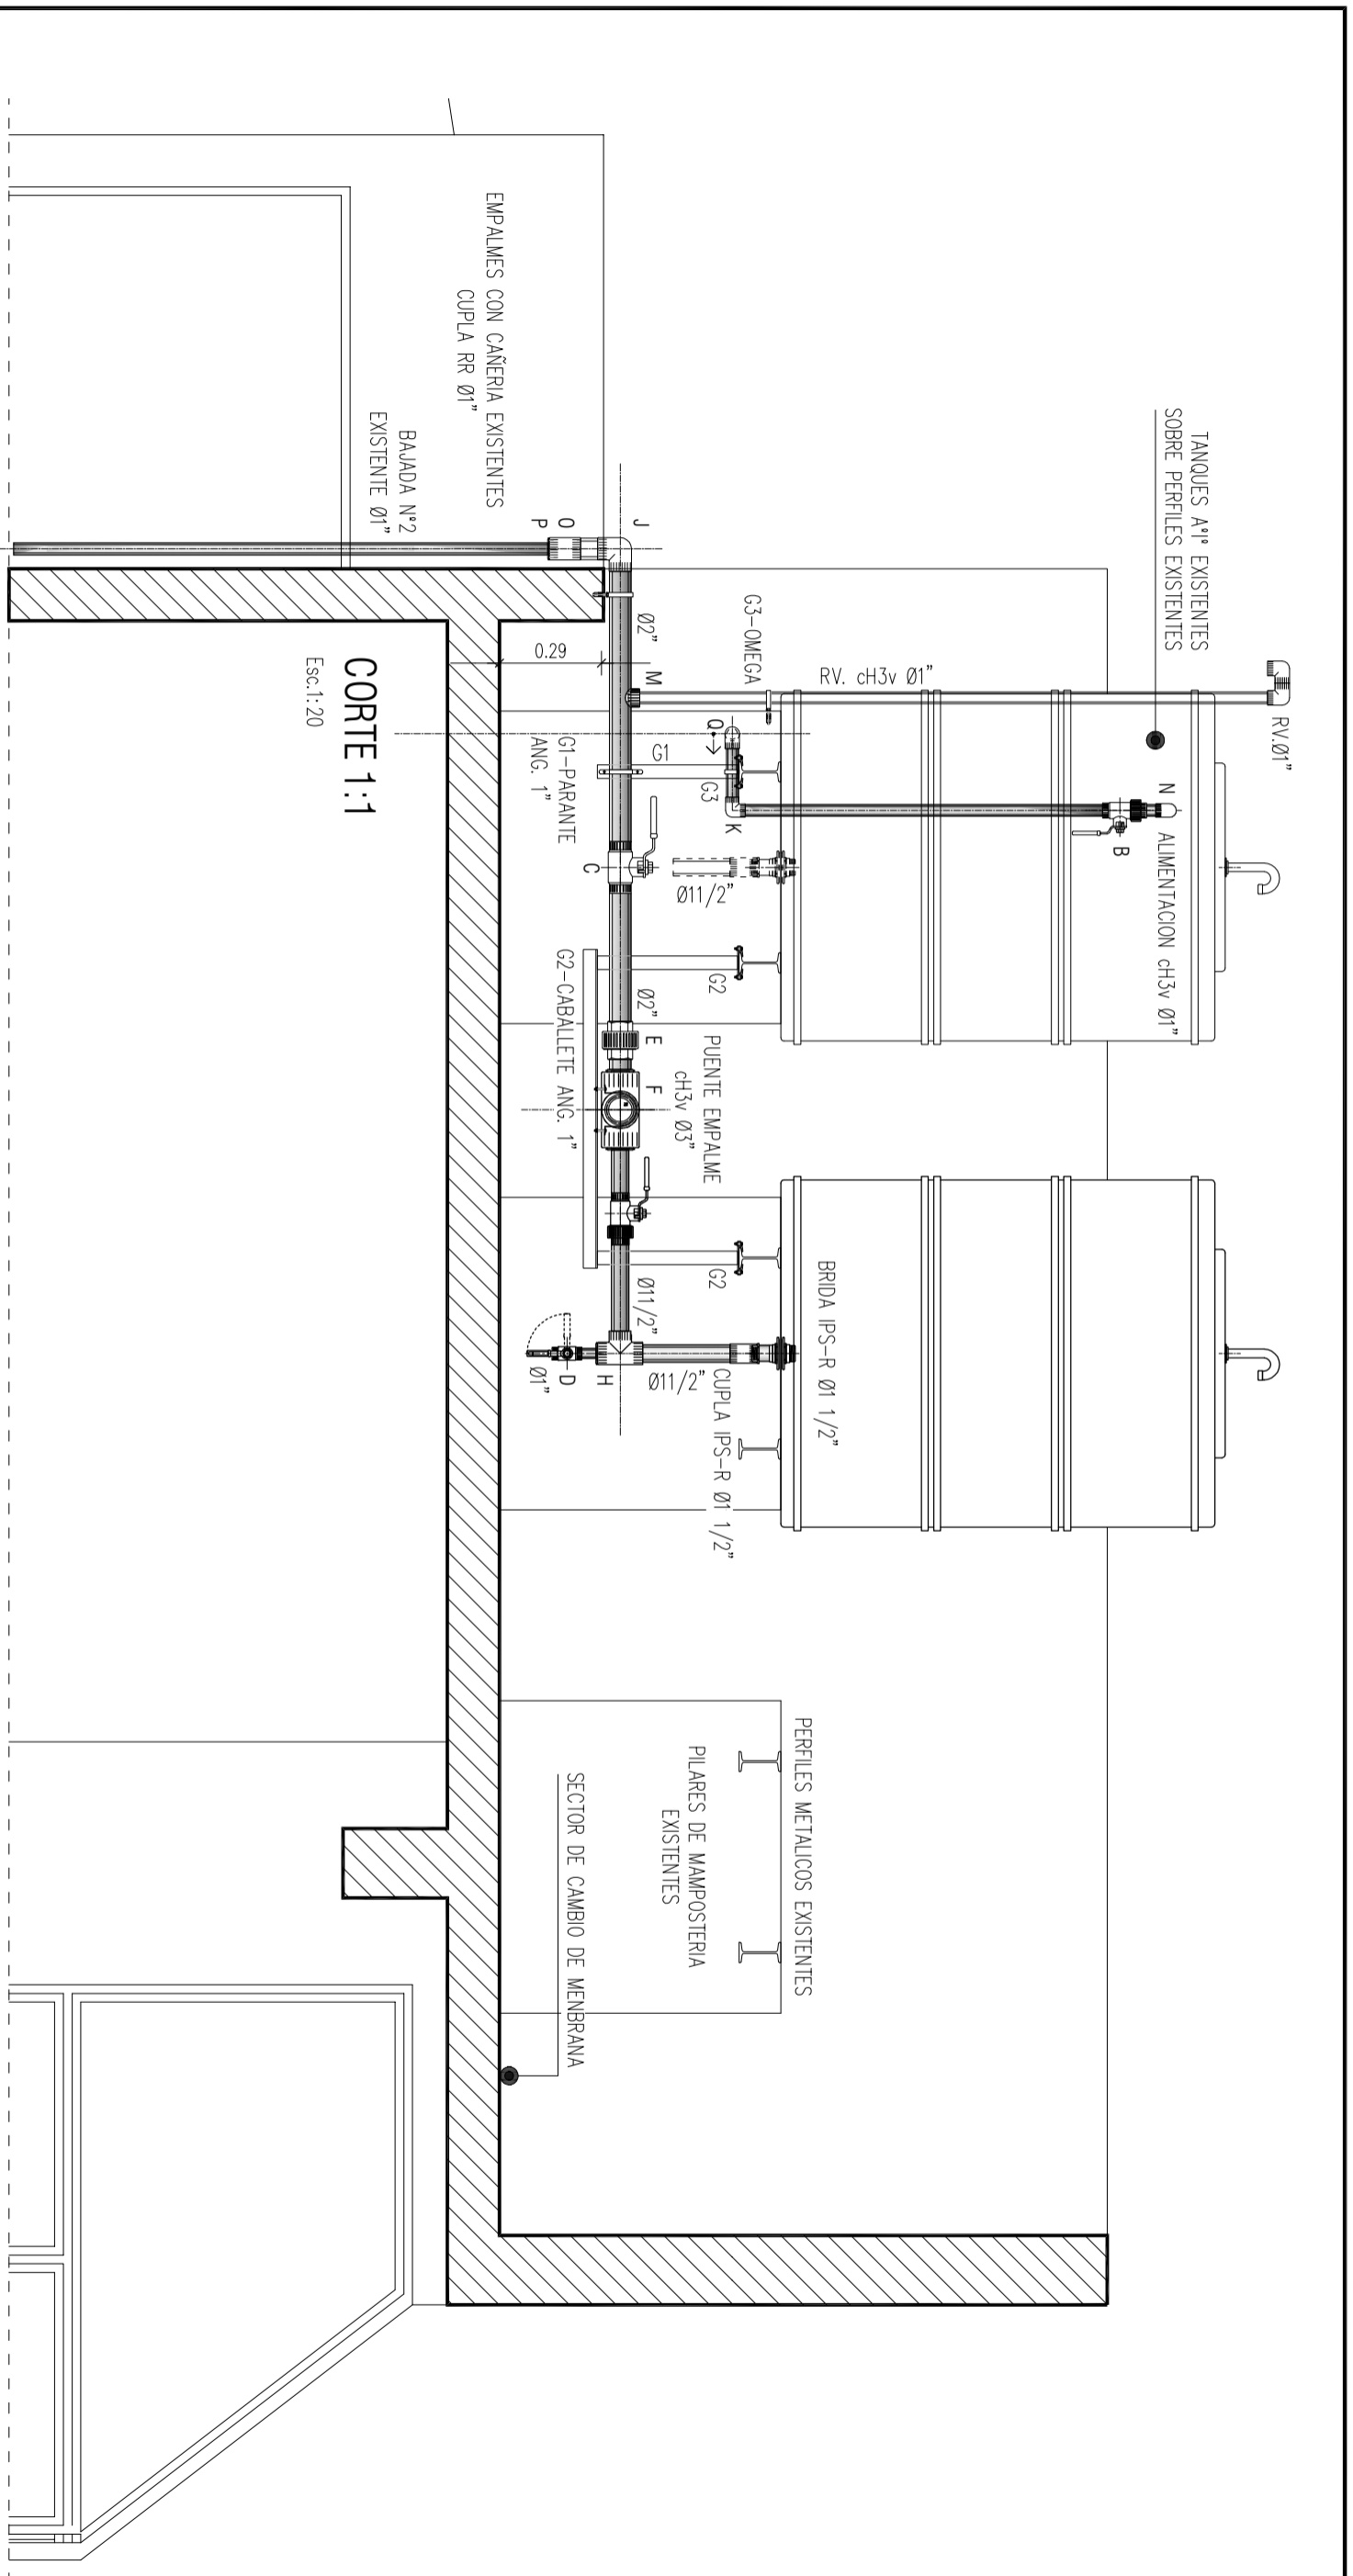 RV.Ø1"
TANQUES AºIº EXISTENTES
SOBRE PERFILES EXISTENTES
N
ALIMENTACION cH3v Ø1"
B
RV. cH3v Ø1"
BRIDA IPS-R Ø1 1/2"
PERFILES METALICOS EXISTENTES
G3-OMEGA
Q
K
G3
G2
G2
CUPLA IPS-R Ø1 1/2"
Ø11/2"
PUENTE EMPALME
cH3v Ø3"
PILARES DE MAMPOSTERIA
EXISTENTES
G1
M
Ø2"
Ø2"
E
F
Ø11/2"
Ø11/2"
J
C
H
O
P
D
Ø1"
0.29
G1-PARANTE
ANG. 1"
G2-CABALLETE ANG. 1"
SECTOR DE CAMBIO DE MENBRANA
EMPALMES CON CAÑERIA EXISTENTES
CUPLA RR Ø1"
BAJADA Nº2
EXISTENTE Ø1"
CORTE 1:1
Esc.1:20